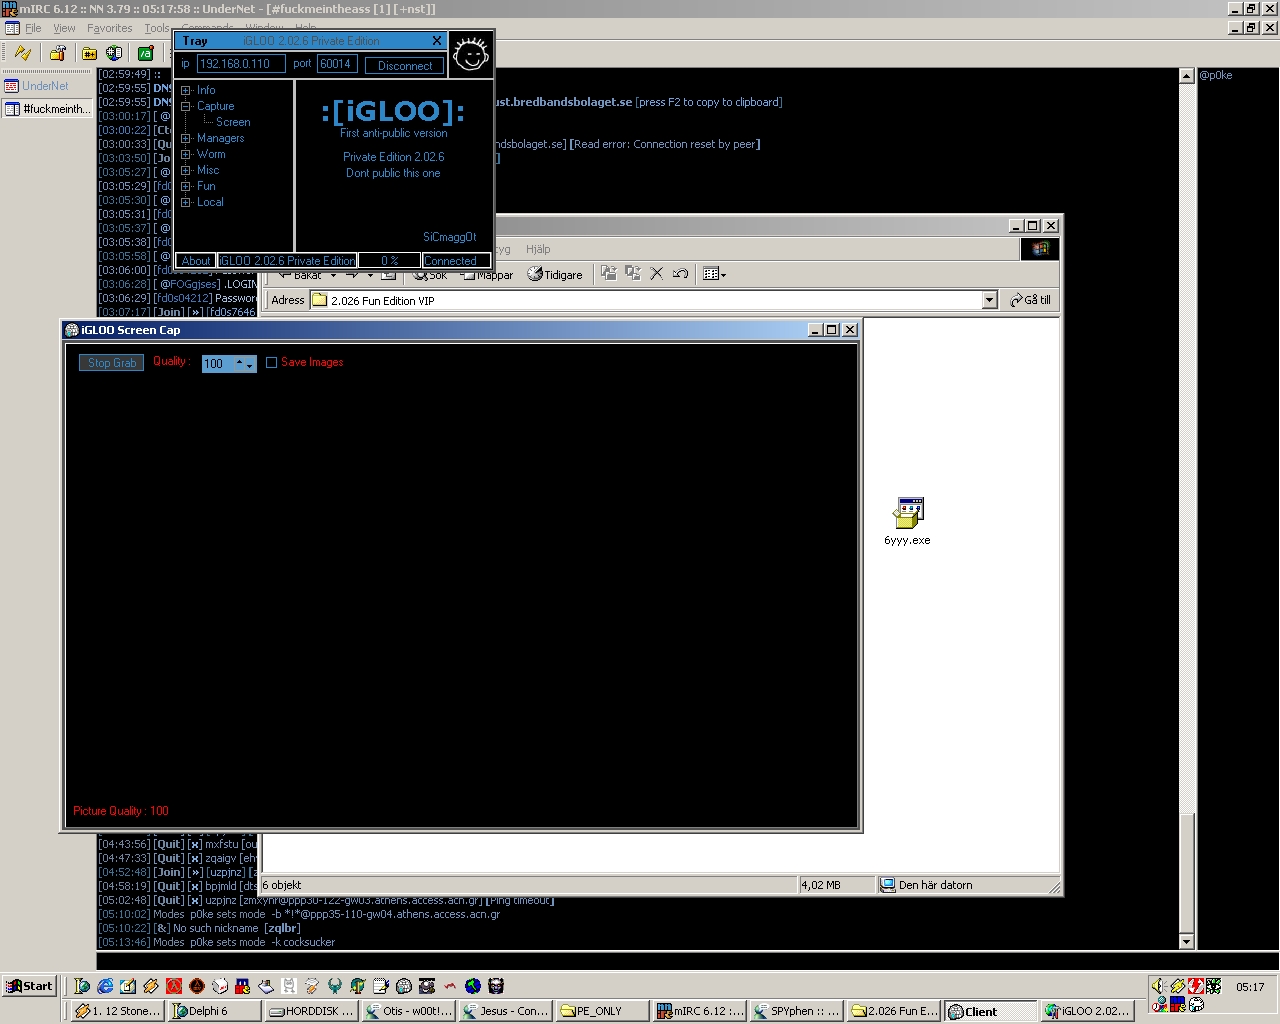 mIRC 6.12 :: NN 3.79 :: 05:17:58 :: UnderNet - [#fuckmeintheass [1] [+nst]]
File View Favorites Tools Commands Window Help
UnderNet
#fuckmeinth...
@p0ke
[02:59:49] ::
[02:59:55] DNS
[02:59:55] DNS
ust.bredbandsbolaget.se [press F2 to copy to clipboard]
[03:00:17] [ @
[03:00:22] [Ct
[03:00:33] [Qu
ndsbolaget.se] [Read error: Connection reset by peer]
[03:03:50] [Joi
]
[03:05:27] [ @
[03:05:29] [fd0
[03:05:30] [ @
[03:05:31] [fd0
[03:05:37] [ @
[03:05:38] [fd0
[03:05:58] [ @
[03:06:00] [fd0s04212] Password
[03:06:28] [ @FOGgjses] .LOGIN
[03:06:29] [fd0s04212] Password
[03:07:17] [Join] [»] [fd0s7646
Tray iGLOO 2.02.6 Private Edition X
ip 192.168.0.110 port 60014 Disconnect
Info
Capture
Screen
Managers
Worm
Misc
Fun
Local
:[iGLOO]:
First anti-public version
Private Edition 2.02.6
Dont public this one
SiCmagg0t
About iGLOO 2.02.6 Private Edition 0 % Connected
tyg Hjälp
Bakåt Sök Mappar Tidigare
Adress 2.026 Fun Edition VIP Gå till
6yyy.exe
iGLOO Screen Cap
Stop Grab Quality : 100 Save Images
Picture Quality : 100
6 objekt 4,02 MB Den här datorn
[04:43:56] [Quit] [×] mxfstu [ou
[04:47:33] [Quit] [×] zqaigv [eh
[04:52:48] [Join] [»] [uzpjnz] [z
[04:58:19] [Quit] [×] bpjmld [dts
[05:02:48] [Quit] [×] uzpjnz [zmxynr@ppp30-122-gw03.athens.access.acn.gr] [Ping timeout]
[05:10:02] Modes p0ke sets mode -b *!*@ppp35-110-gw04.athens.access.acn.gr
[05:10:22] [&] No such nickname [zqlbr]
[05:13:46] Modes p0ke sets mode -k cocksucker
Start
05:17
1. 12 Stone... Delphi 6 HORDDISK ... Otis - w00t!... Jesus - Con... PE_ONLY mIRC 6.12 :... SPYphen :: ... 2.026 Fun E... Client iGLOO 2.02...